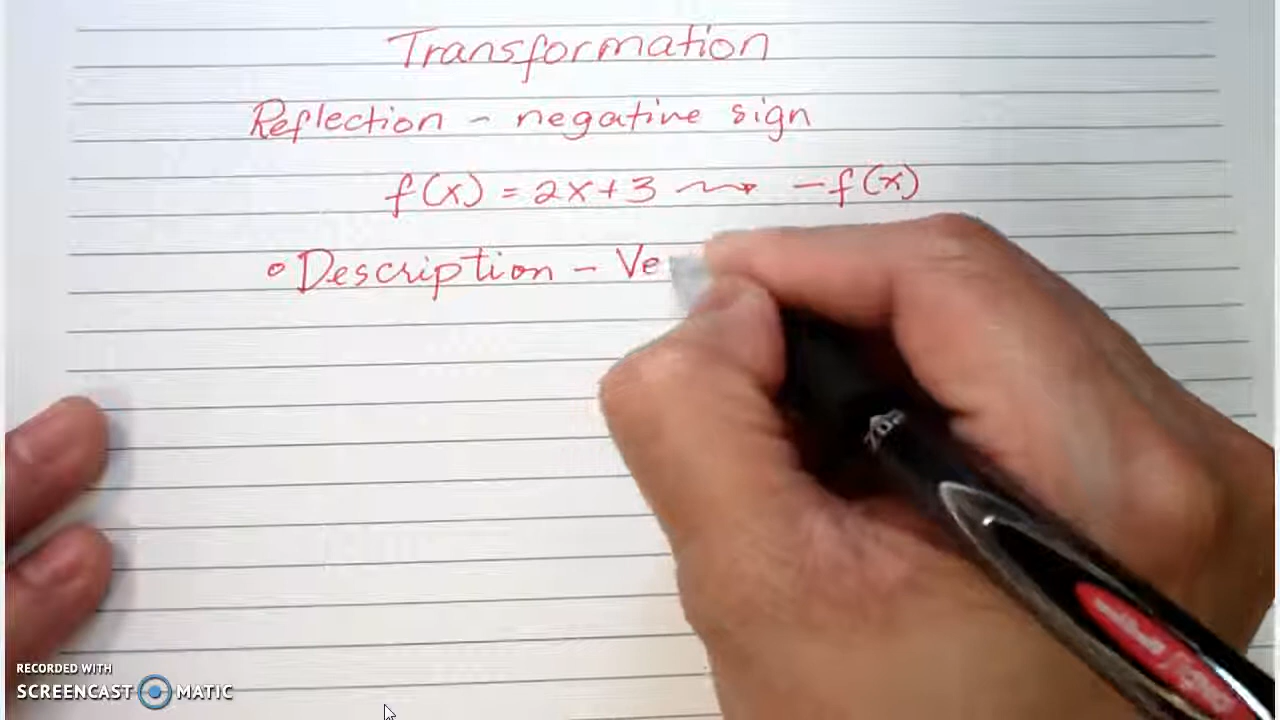 Transformation
Reflection - negative sign
f(x) = 2x+3 ⇝ -f(x)
• Description - Ve
RECORDED WITH
SCREENCAST MATIC